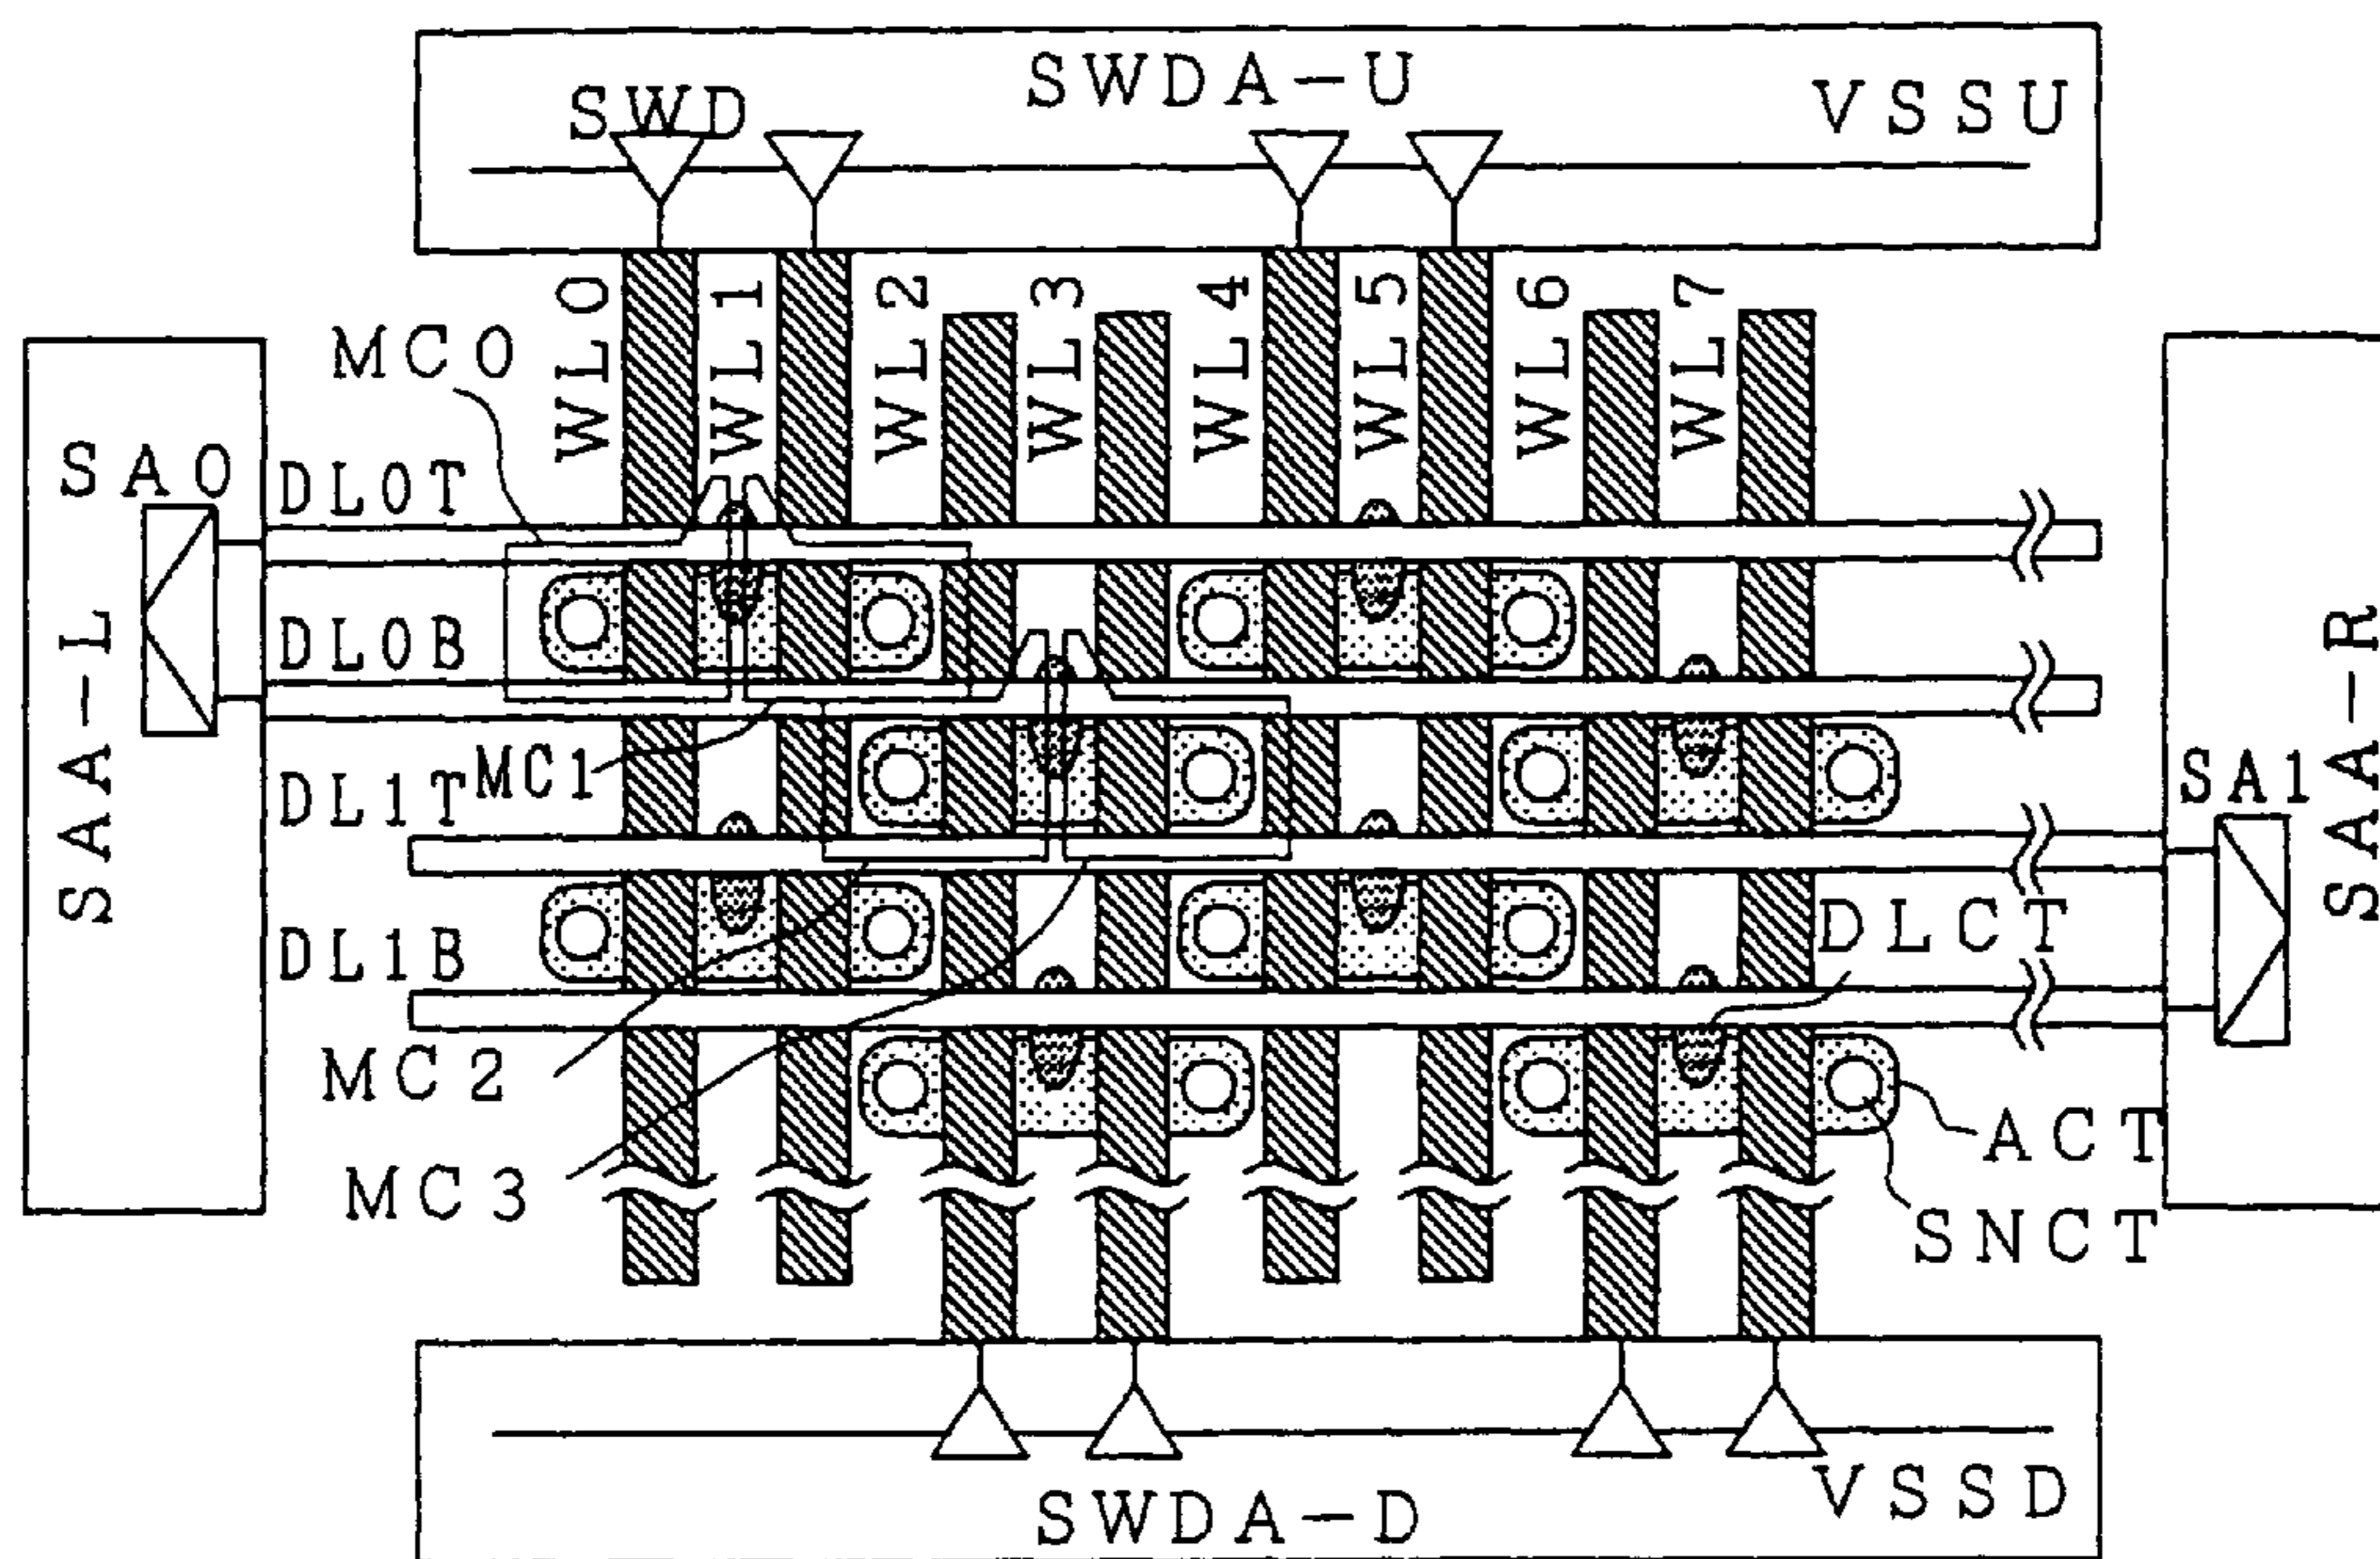 SWDA-U
SWD
VSSU
WL0
WL1
WL2
WL3
WL4
WL5
WL6
WL7
MC0
SA0
DL0T
DL0B
SAA-L
SAA-R
MC1
DL1T
SA1
DL1B
DLCT
MC2
MC3
ACT
SNCT
VSSD
SWDA-D